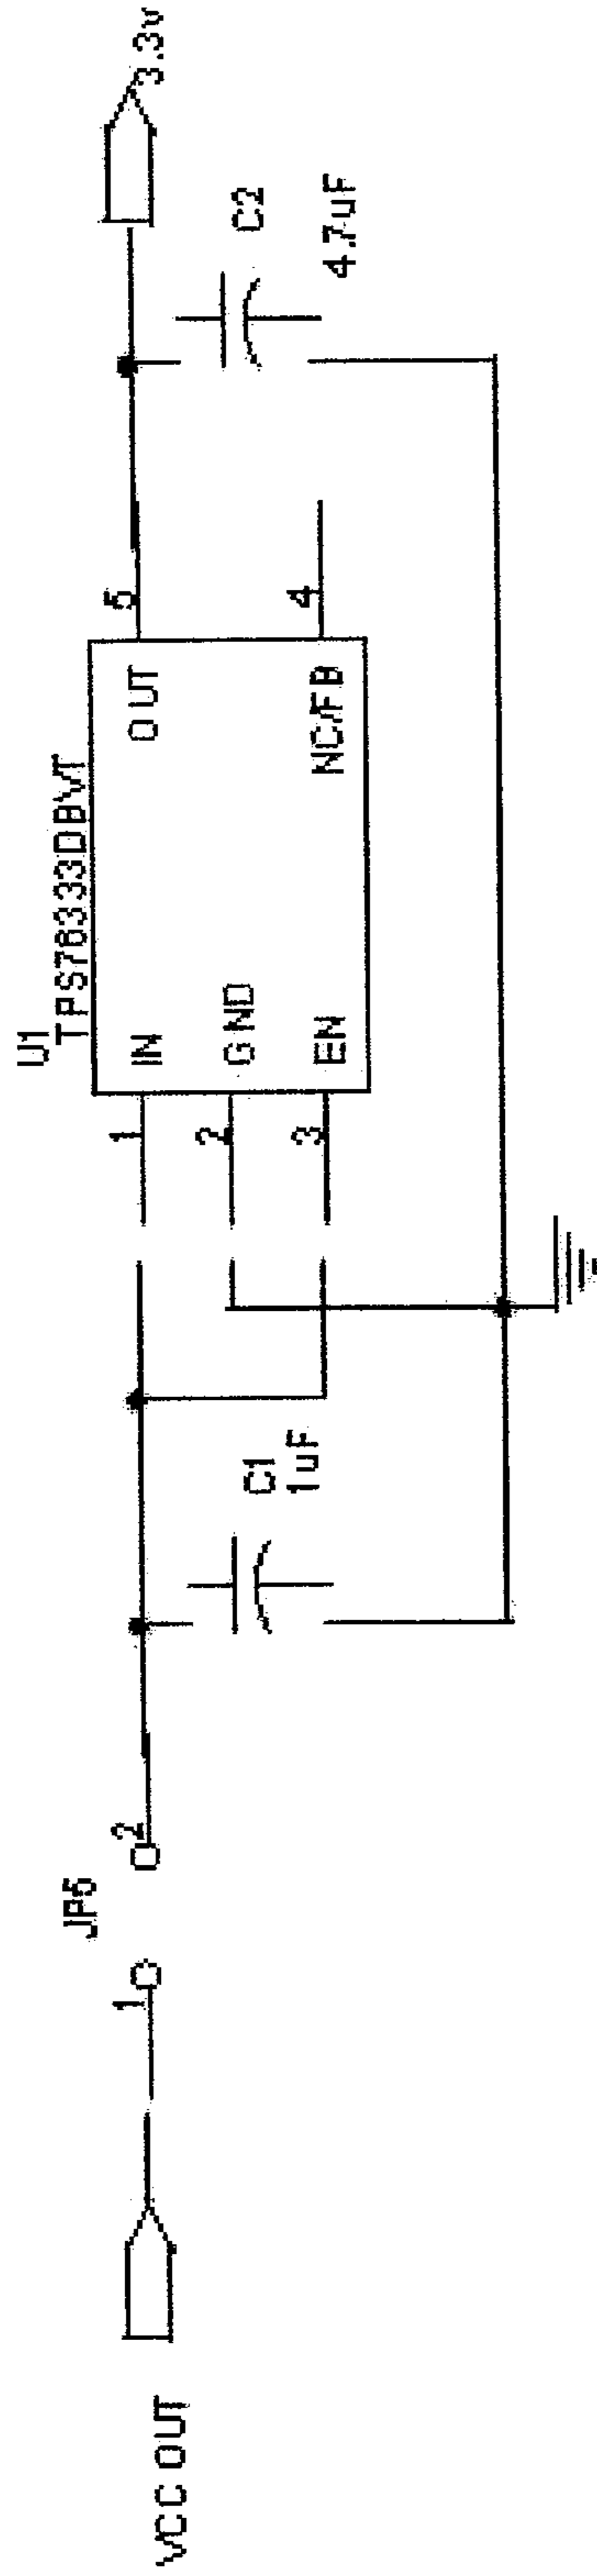 VCC OUT
JP5
1
2
C1
1uF
U1
TPS76333DBVT
1
IN
2
GND
3
EN
OUT
5
NC/FB
4
C2
4.7uF
3.3v